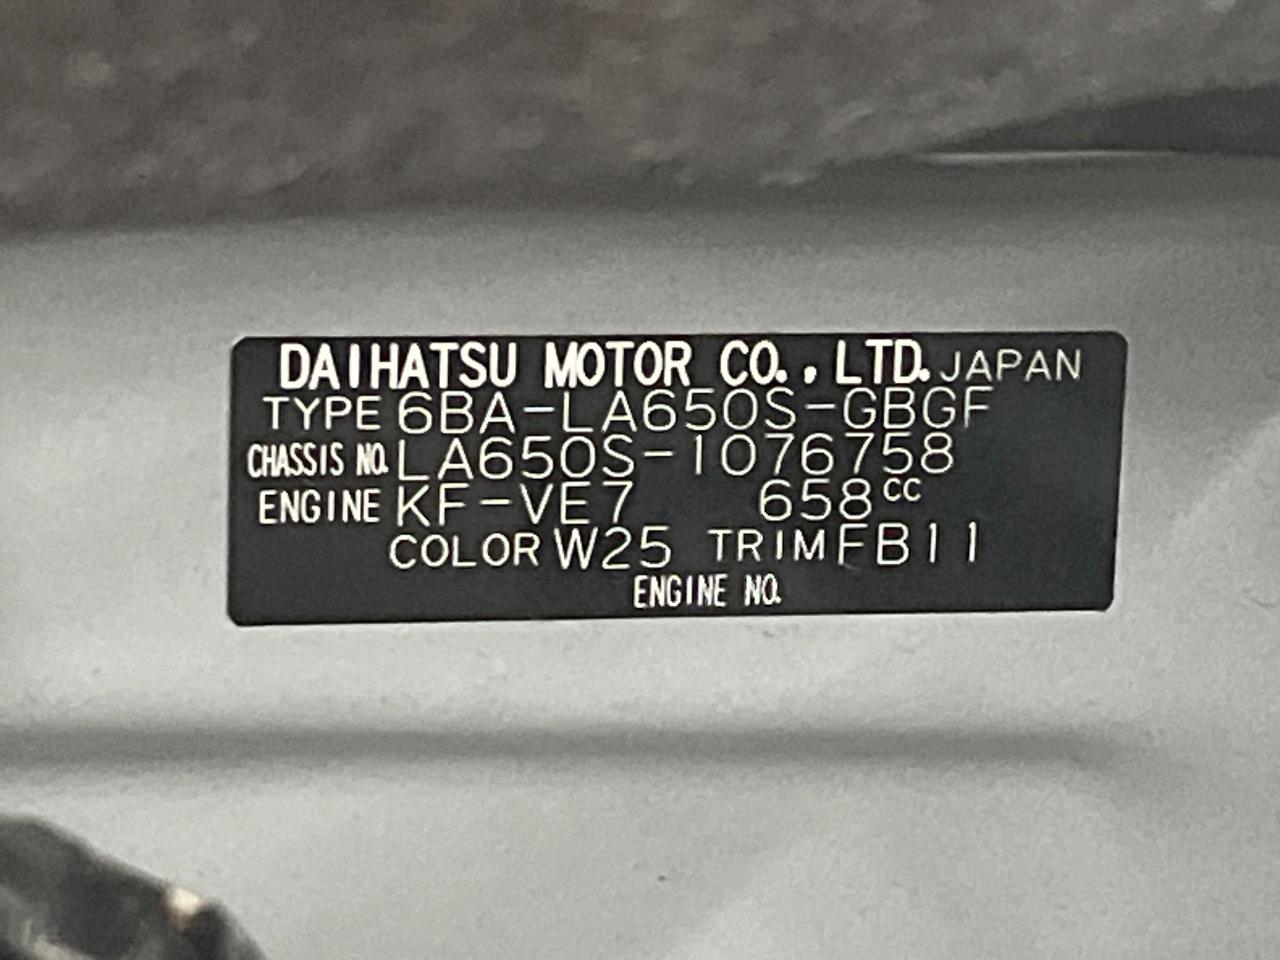 DAIHATSU MOTOR CO., LTD. JAPAN
TYPE 6BA-LA650S-GBGF
CHASSIS NO. LA650S-1076758
ENGINE KF-VE7 658cc
COLOR W25 TRIM FB11
ENGINE NO.